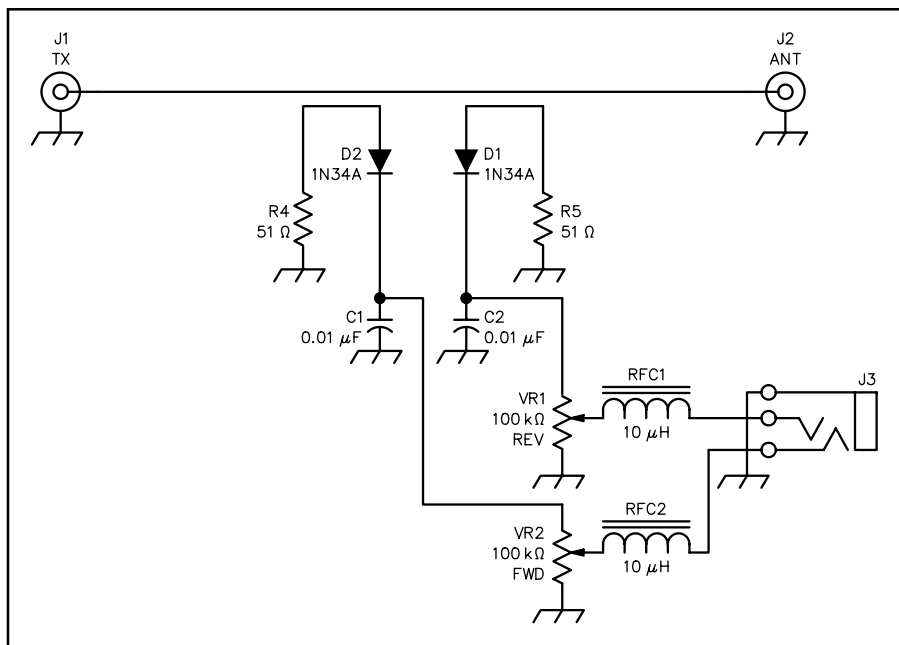 J1
TX
J2
ANT
D2
1N34A
D1
1N34A
R4
51 Ω
R5
51 Ω
C1
0.01 μF
C2
0.01 μF
VR1
100 kΩ
REV
RFC1
10 μH
J3
VR2
100 kΩ
FWD
RFC2
10 μH